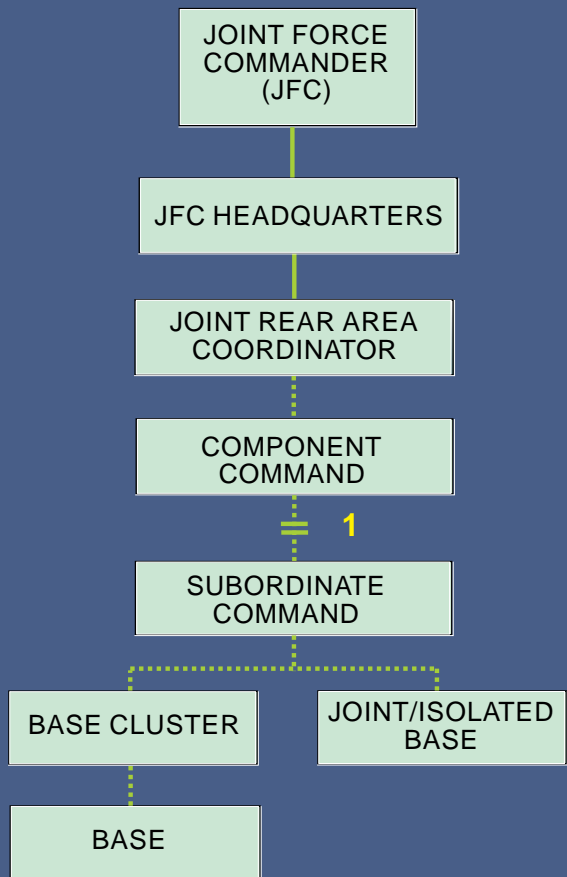 JOINT FORCE
COMMANDER
(JFC)
JFC HEADQUARTERS
JOINT REAR AREA
COORDINATOR
COMPONENT
COMMAND
1
SUBORDINATE
COMMAND
BASE CLUSTER
JOINT/ISOLATED
BASE
BASE